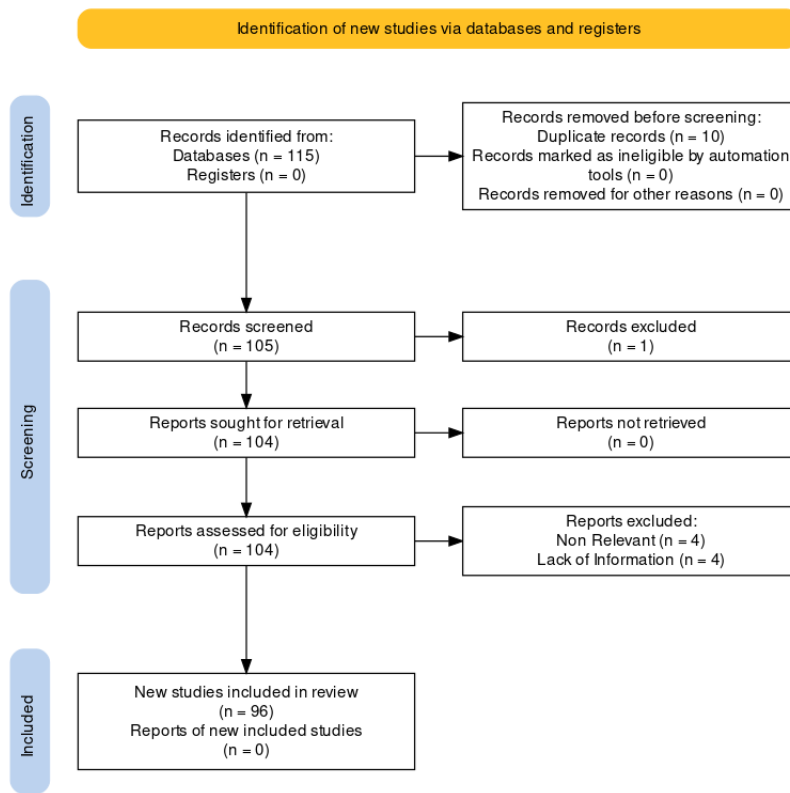 Identification of new studies via databases and registers
Identification
Records identified from:
Databases (n = 115)
Registers (n = 0)
Records removed before screening:
Duplicate records (n = 10)
Records marked as ineligible by automation
tools (n = 0)
Records removed for other reasons (n = 0)
Screening
Records screened
(n = 105)
Records excluded
(n = 1)
Reports sought for retrieval
(n = 104)
Reports not retrieved
(n = 0)
Reports assessed for eligibility
(n = 104)
Reports excluded:
Non Relevant (n = 4)
Lack of Information (n = 4)
Included
New studies included in review
(n = 96)
Reports of new included studies
(n = 0)